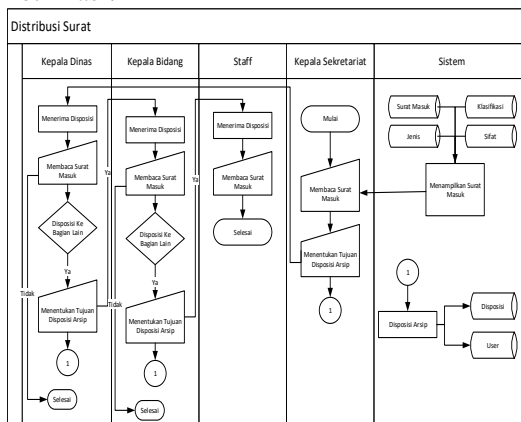 Distribusi Surat
Kepala Dinas
Kepala Bidang
Staff
Kepala Sekretariat
Sistem
Menerima Disposisi
Membaca Surat
Masuk
Disposisi Ke
Bagian Lain
Ya
Tidak
Menentukan Tujuan
Disposisi Arsip
1
Selesai
Ya
Menerima Disposisi
Membaca Surat
Masuk
Disposisi Ke
Bagian Lain
Ya
Tidak
Menentukan Tujuan
Disposisi Arsip
1
Selesai
Ya
Menerima Disposisi
Membaca Surat
Masuk
Selesai
Mulai
Membaca Surat
Masuk
Menentukan Tujuan
Disposisi Arsip
1
Surat Masuk
Klasifikasi
Jenis
Sifat
Menampilkan Surat
Masuk
1
Disposisi Arsip
Disposisi
User